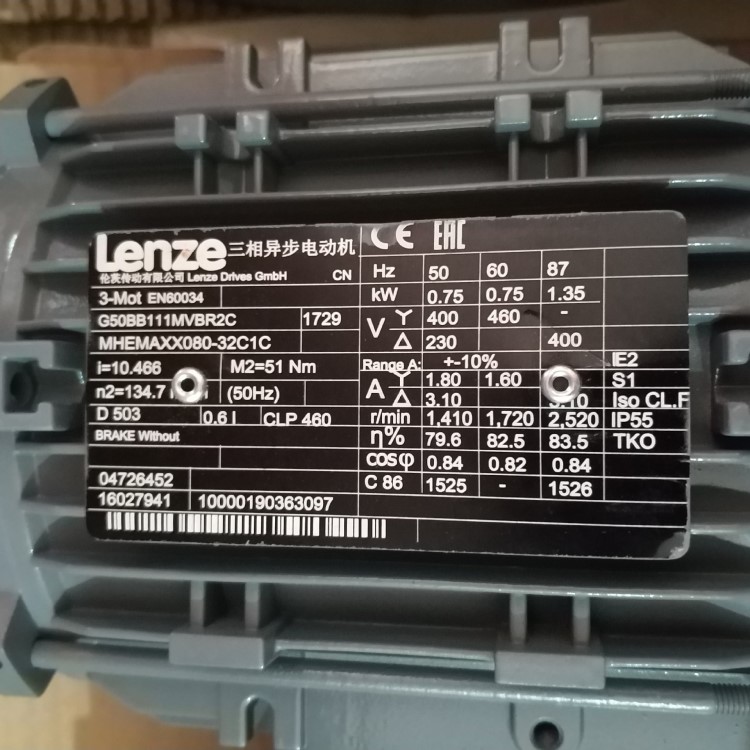 Lenze 三相异步电动机
伦茨传动有限公司 Lenze Drives GmbH CN
3-Mot EN60034
G50BB111MVBR2C 1729
MHEMAXX080-32C1C
i=10.466 M2=51 Nm
n2=134.7 (50Hz)
D 503 0.6 l CLP 460
BRAKE Without
04726452
16027941 10000190363097
CE EAC
Hz 50 60 87
kW 0.75 0.75 1.35
V Y 400 460 -
Δ 230 400
Range A: +-10% IE2
A Y 1.80 1.60 S1
Δ 3.10 3.10 Iso CL.F
r/min 1,410 1,720 2,520 IP55
η% 79.6 82.5 83.5 TKO
cosφ 0.84 0.82 0.84
C 86 1525 - 1526